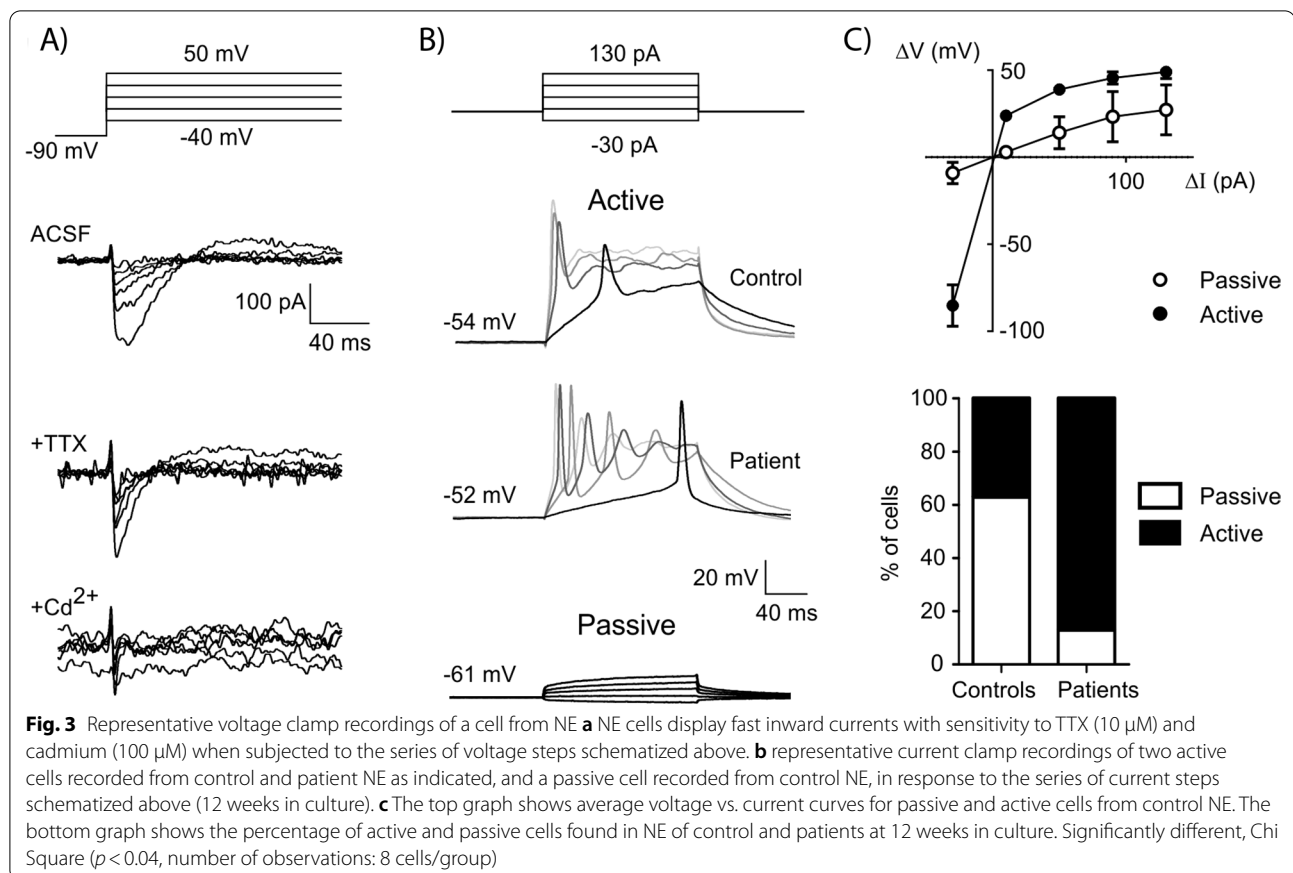 A)
50 mV
-40 mV
-90 mV
ACSF
100 pA
40 ms
+TTX
+Cd2+
B)
130 pA
-30 pA
Active
Control
-54 mV
Patient
-52 mV
20 mV
40 ms
Passive
-61 mV
C)
ΔV (mV)
50
100
ΔI (pA)
-50
-100
Passive
Active
% of cells
100
80
60
40
20
0
Controls
Patients
Passive
Active
Fig. 3 Representative voltage clamp recordings of a cell from NE a NE cells display fast inward currents with sensitivity to TTX (10 µM) and
cadmium (100 µM) when subjected to the series of voltage steps schematized above. b representative current clamp recordings of two active
cells recorded from control and patient NE as indicated, and a passive cell recorded from control NE, in response to the series of current steps
schematized above (12 weeks in culture). c The top graph shows average voltage vs. current curves for passive and active cells from control NE. The
bottom graph shows the percentage of active and passive cells found in NE of control and patients at 12 weeks in culture. Significantly different, Chi
Square (p < 0.04, number of observations: 8 cells/group)